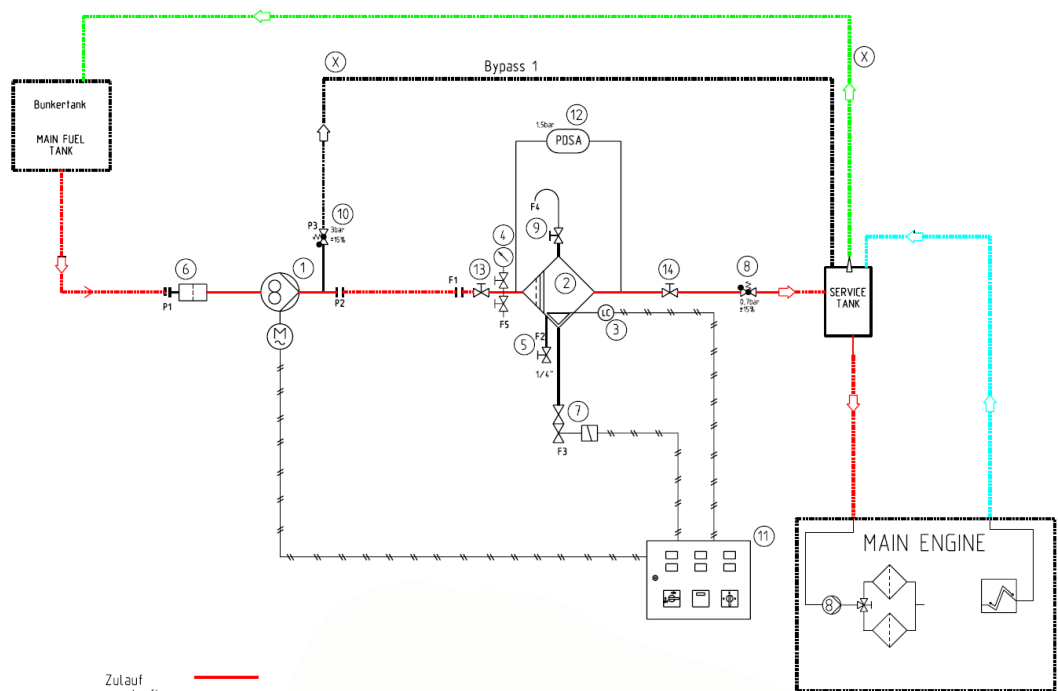 X
X
Bypass 1
12
1,5bar
PDSA
Bunkertank
MAIN FUEL
TANK
F4
P3
10
3bar
±15%
4
9
6
1
F1
13
2
14
8
P1
P2
F5
0,7bar
±15%
SERVICE
TANK
M
5
F2
LC
3
1/4"
7
F3
11
MAIN ENGINE
Zulauf